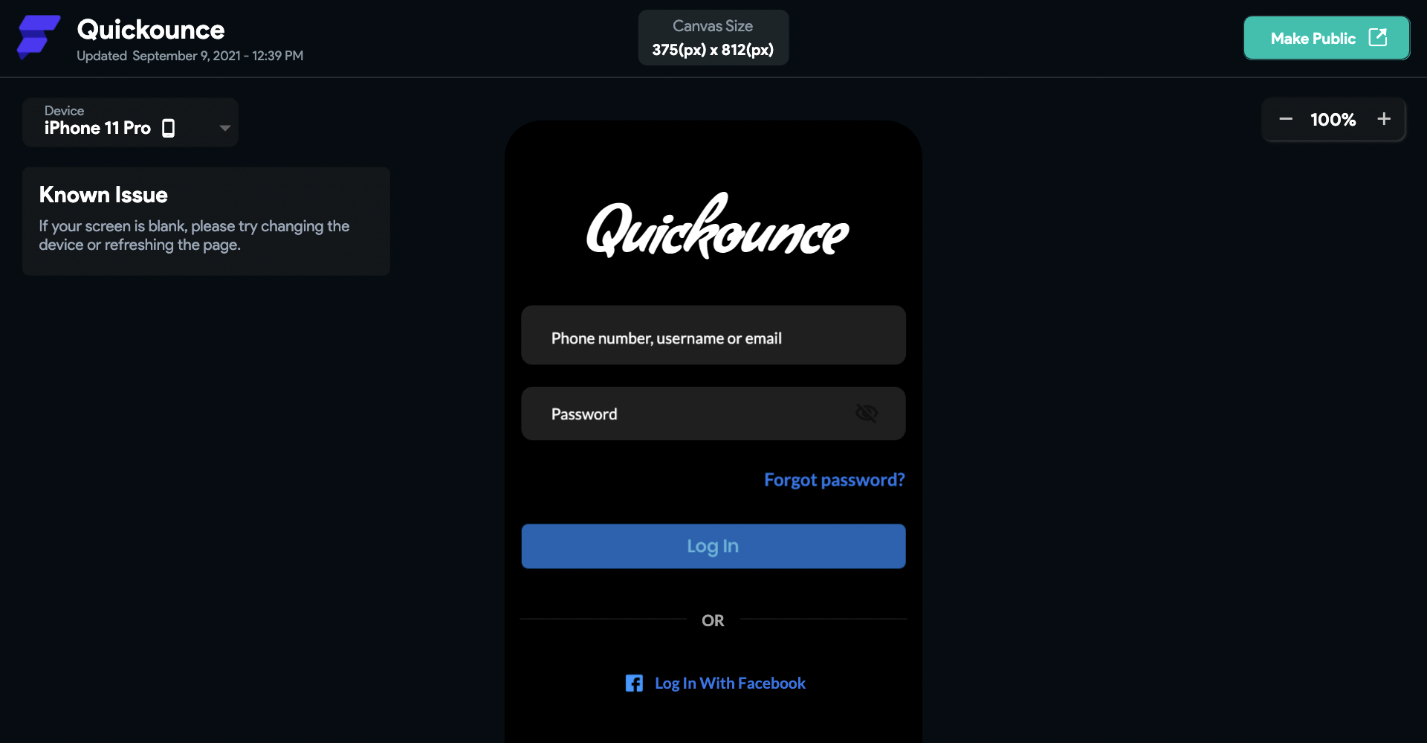 Quickounce
Updated September 9, 2021 - 12:39 PM
Canvas Size
375(px) x 812(px)
Make Public
Device
iPhone 11 Pro
100%
Known Issue
If your screen is blank, please try changing the
device or refreshing the page.
Quickounce
Phone number, username or email
Password
Forgot password?
Log In
OR
Log In With Facebook